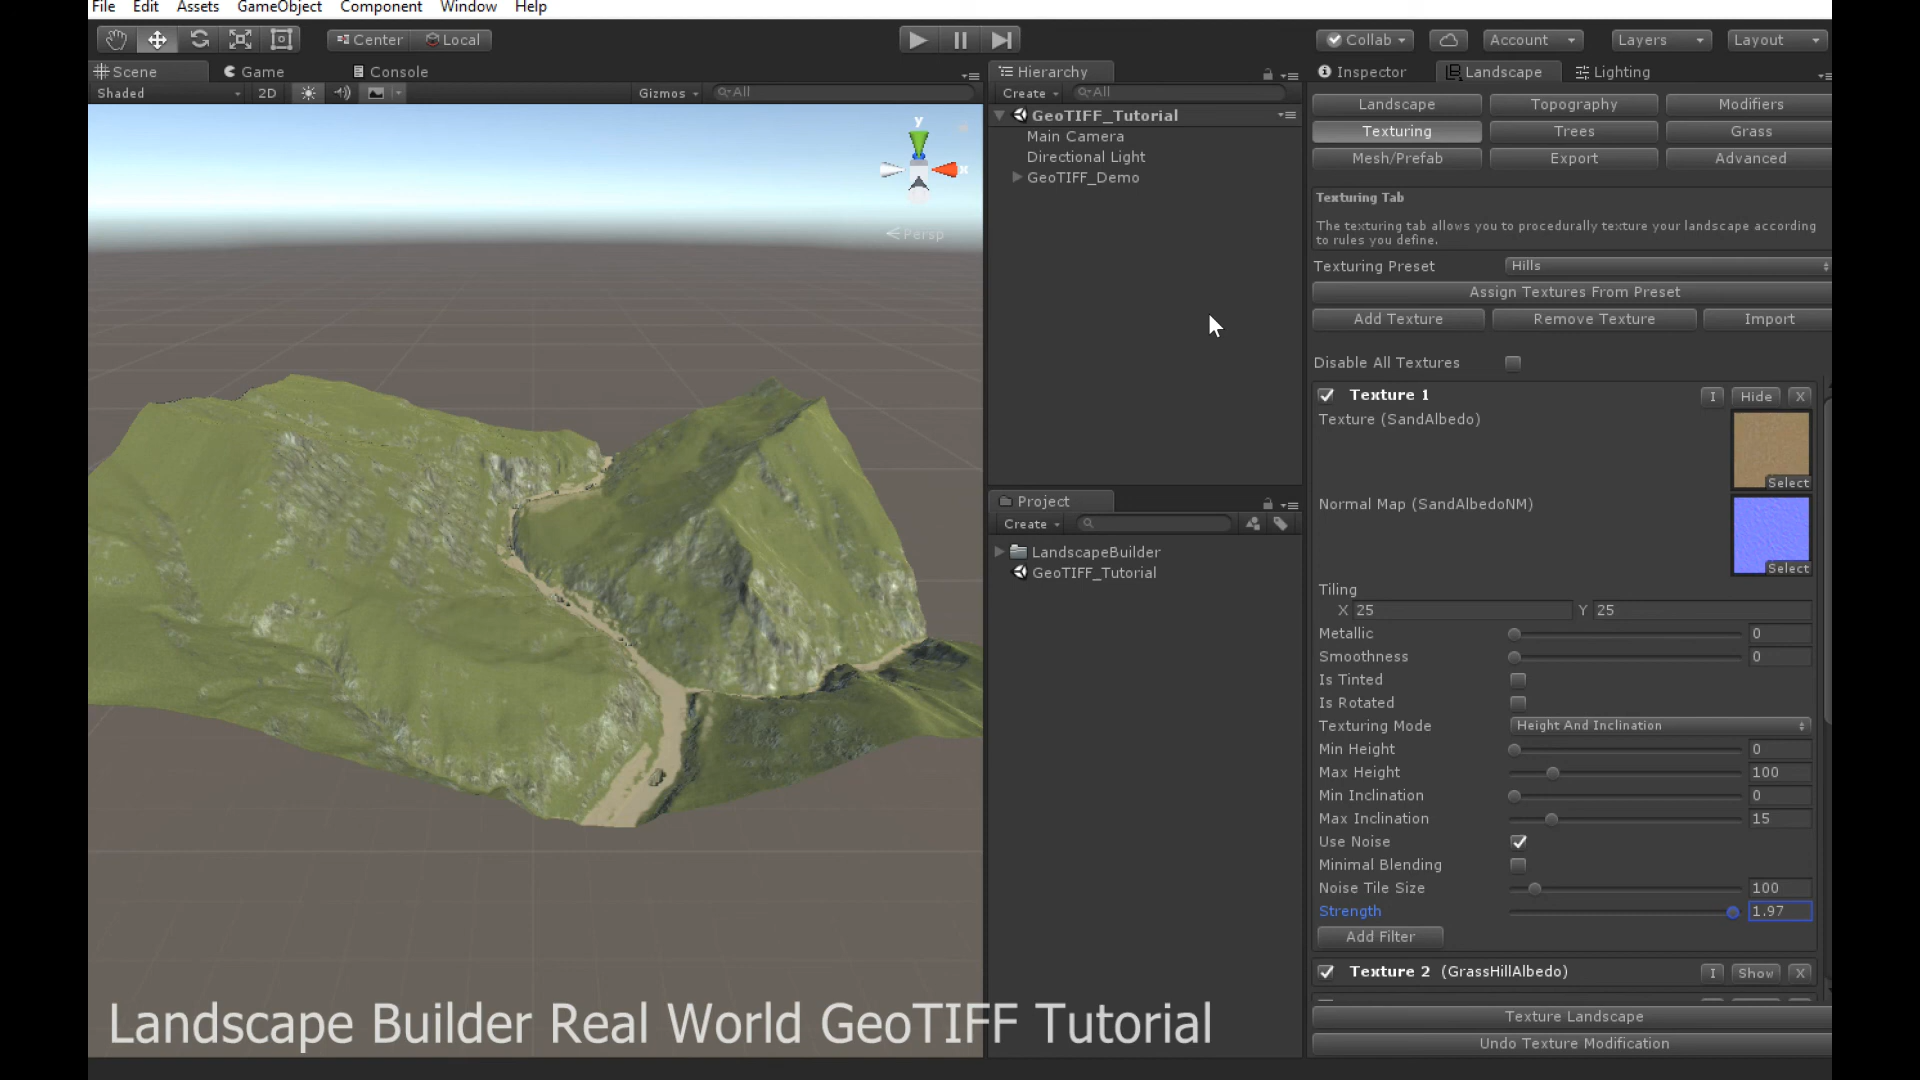 File Edit Assets GameObject Component Window Help
Center Local Collab Account Layers Layout
Scene Game Console
Shaded 2D Gizmos All
y
x
Persp
Hierarchy
Create All
GeoTIFF_Tutorial
Main Camera
Directional Light
GeoTIFF_Demo
Project
Create
LandscapeBuilder
GeoTIFF_Tutorial
Inspector Landscape Lighting
Landscape Topography Modifiers
Texturing Trees Grass
Mesh/Prefab Export Advanced
Texturing Tab
The texturing tab allows you to procedurally texture your landscape according
to rules you define.
Texturing Preset Hills
Assign Textures From Preset
Add Texture Remove Texture Import
Disable All Textures
Texture 1 I Hide X
Texture (SandAlbedo)
Select
Normal Map (SandAlbedoNM)
Select
Tiling
X 25 Y 25
Metallic 0
Smoothness 0
Is Tinted
Is Rotated
Texturing Mode Height And Inclination
Min Height 0
Max Height 100
Min Inclination 0
Max Inclination 15
Use Noise
Minimal Blending
Noise Tile Size 100
Strength 1.97
Add Filter
Texture 2 (GrassHillAlbedo) I Show X
Texture Landscape
Undo Texture Modification
Landscape Builder Real World GeoTIFF Tutorial